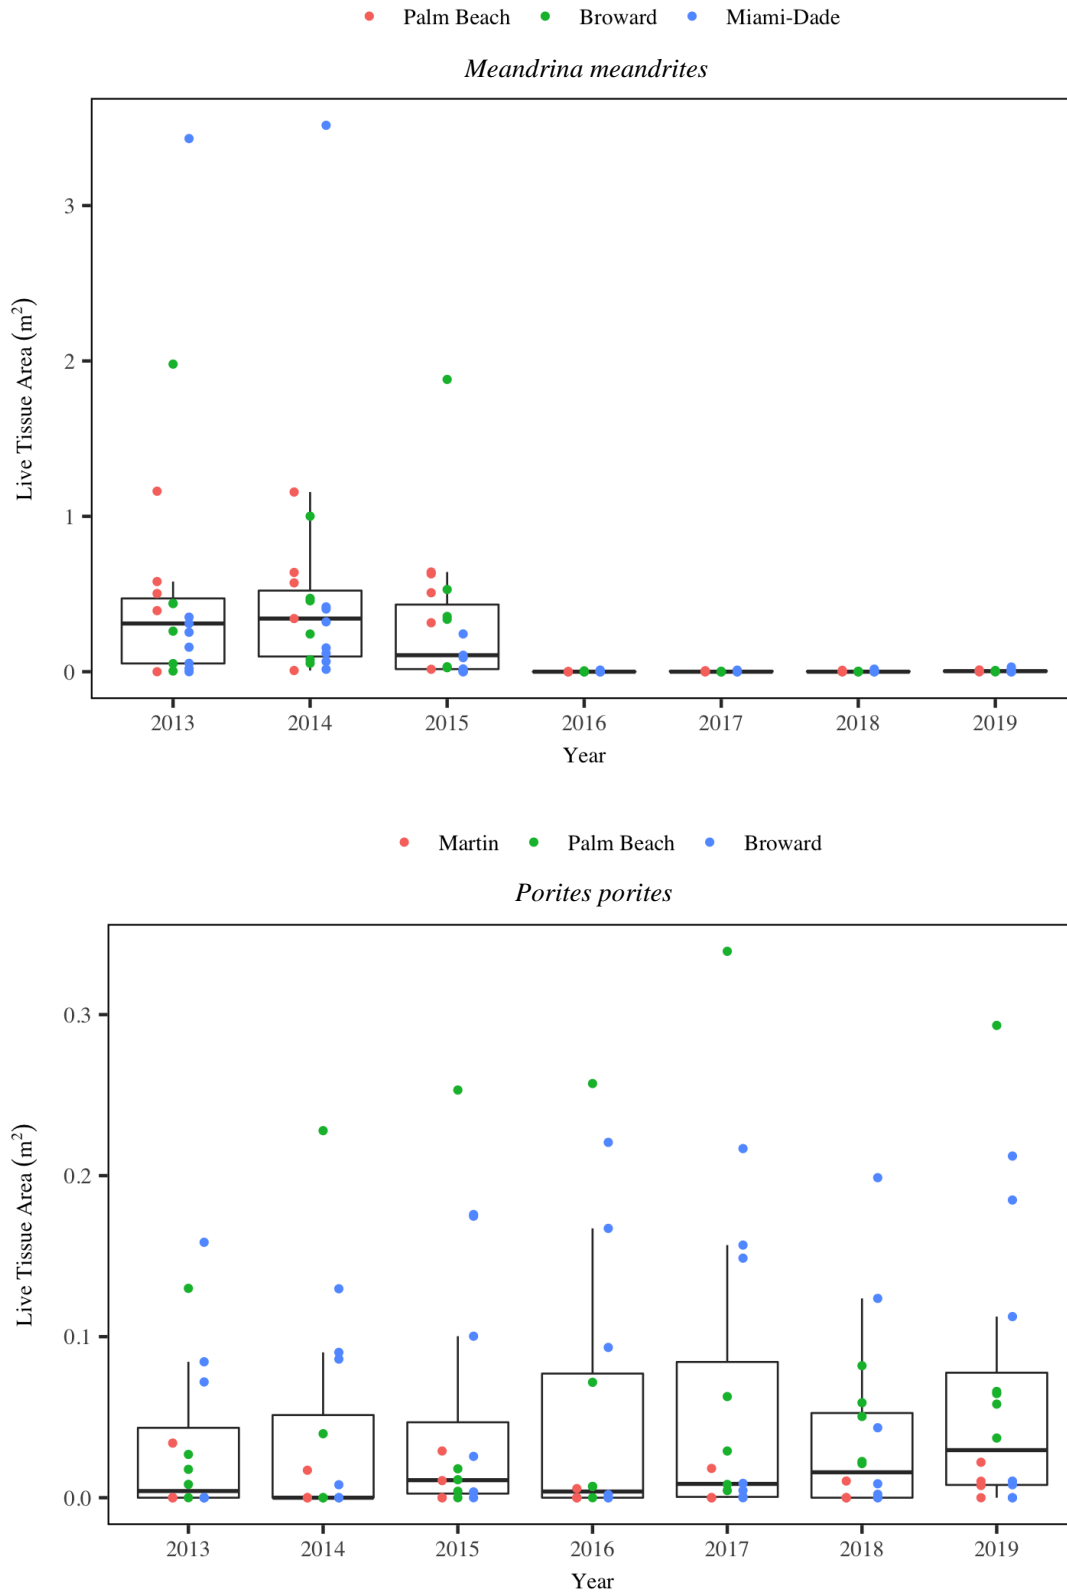 Palm Beach Broward Miami-Dade
Meandrina meandrites
Live Tissue Area (m²)
3
2
1
0
2013 2014 2015 2016 2017 2018 2019
Year
Martin Palm Beach Broward
Porites porites
Live Tissue Area (m²)
0.3
0.2
0.1
0.0
2013 2014 2015 2016 2017 2018 2019
Year